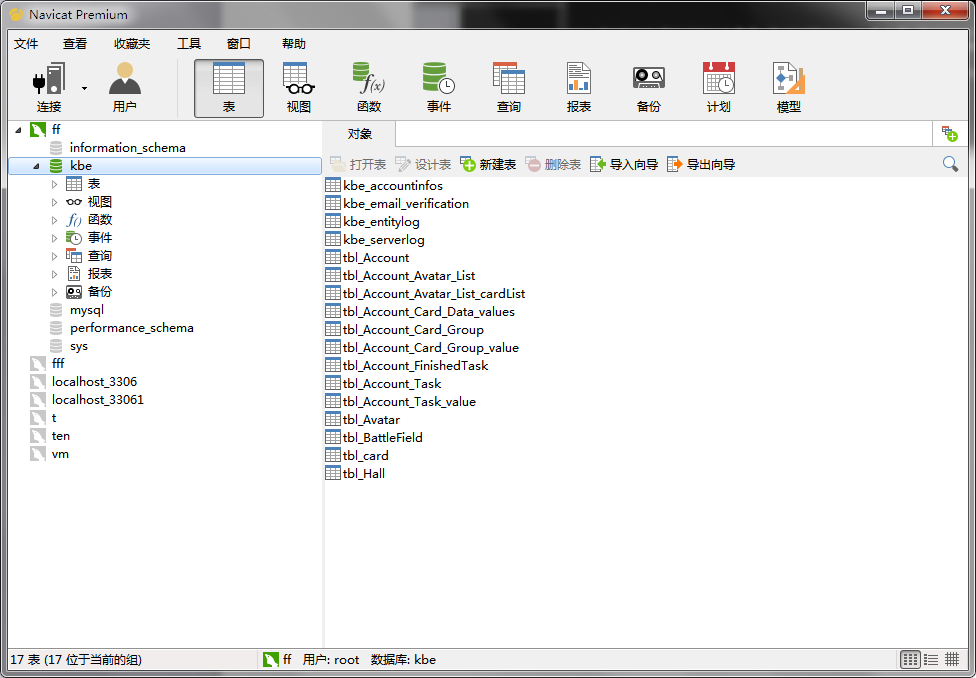 Navicat Premium
文件 查看 收藏夹 工具 窗口 帮助
连接 用户 表 视图 函数 事件 查询 报表 备份 计划 模型
对象
打开表 设计表 新建表 删除表 导入向导 导出向导
ff
information_schema
kbe
表
视图
函数
事件
查询
报表
备份
mysql
performance_schema
sys
fff
localhost_3306
localhost_33061
t
ten
vm
kbe_accountinfos
kbe_email_verification
kbe_entitylog
kbe_serverlog
tbl_Account
tbl_Account_Avatar_List
tbl_Account_Avatar_List_cardList
tbl_Account_Card_Data_values
tbl_Account_Card_Group
tbl_Account_Card_Group_value
tbl_Account_FinishedTask
tbl_Account_Task
tbl_Account_Task_value
tbl_Avatar
tbl_BattleField
tbl_card
tbl_Hall
17 表 (17 位于当前的组) ff 用户: root 数据库: kbe